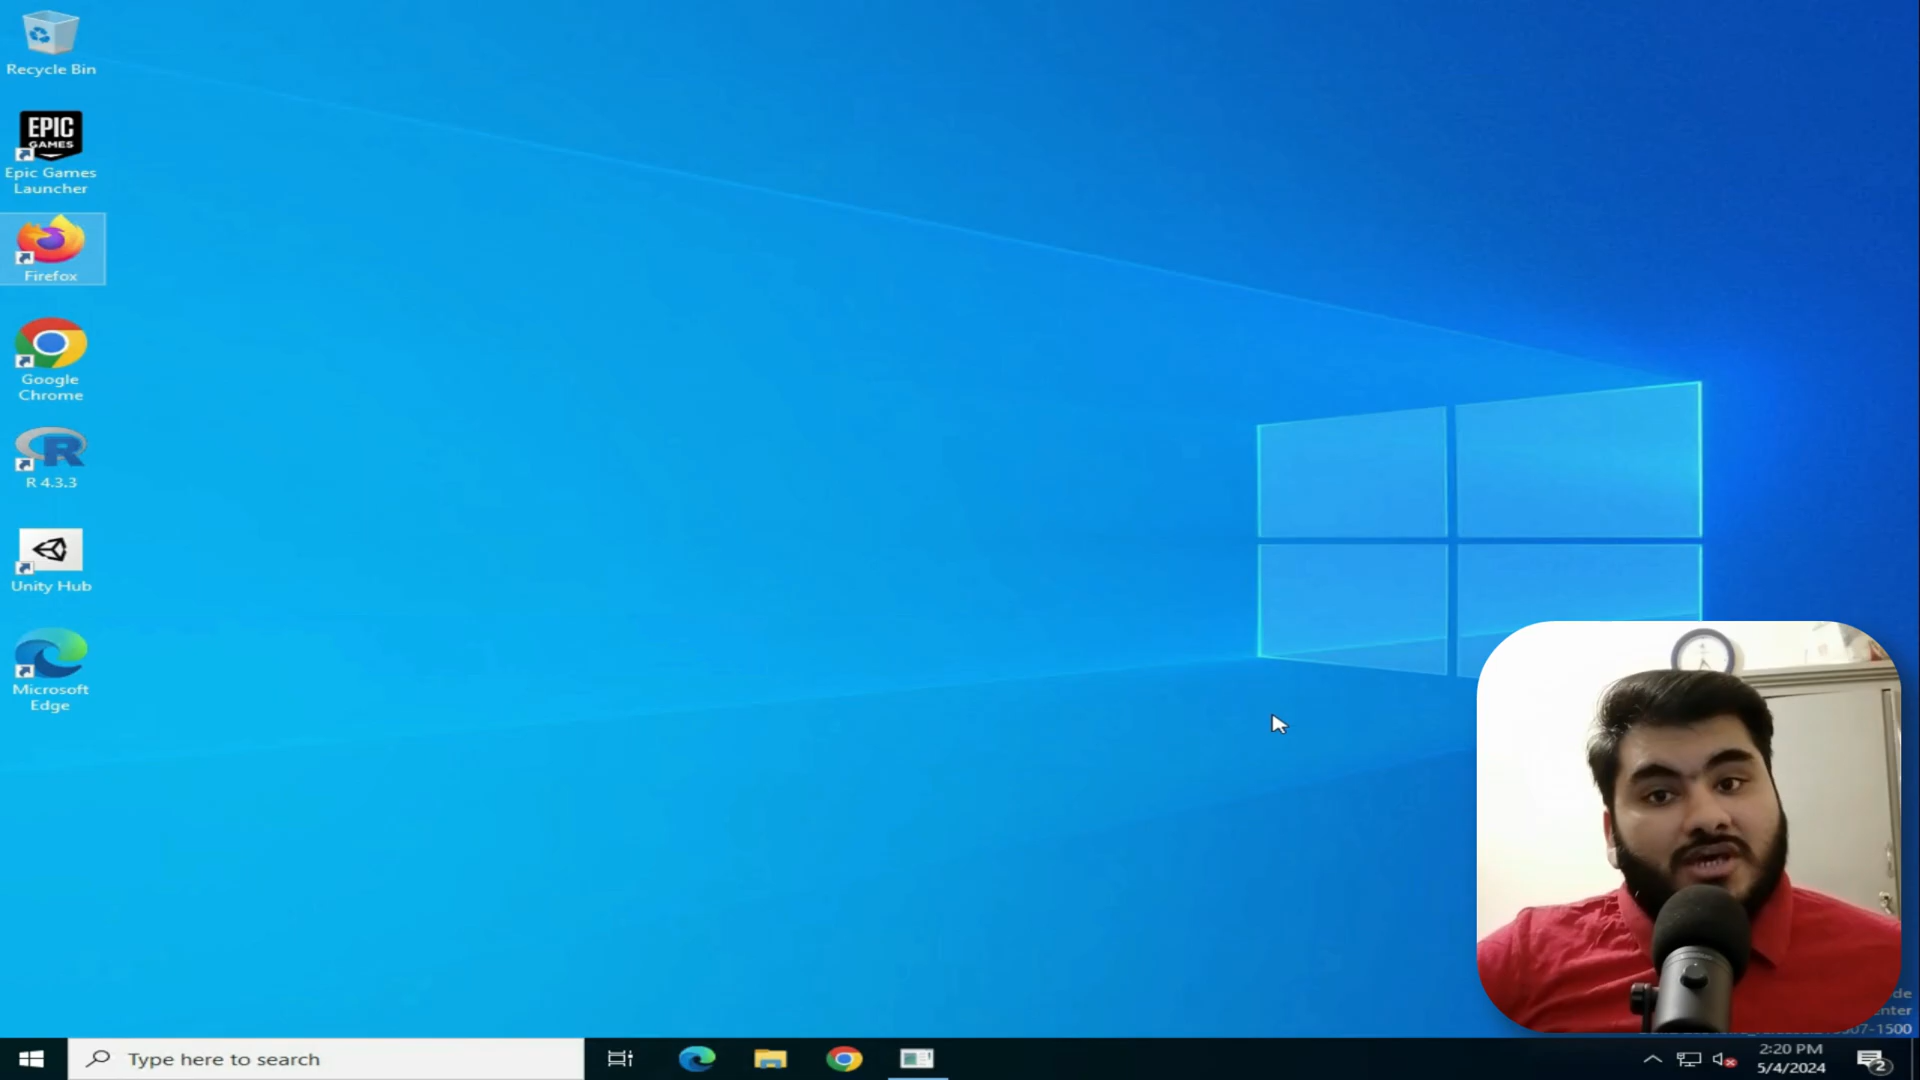 Recycle Bin
EPIC
GAMES
Epic Games
Launcher
Firefox
Google
Chrome
R 4.3.3
Unity Hub
Microsoft
Edge
Type here to search
2:20 PM
5/4/2024
2